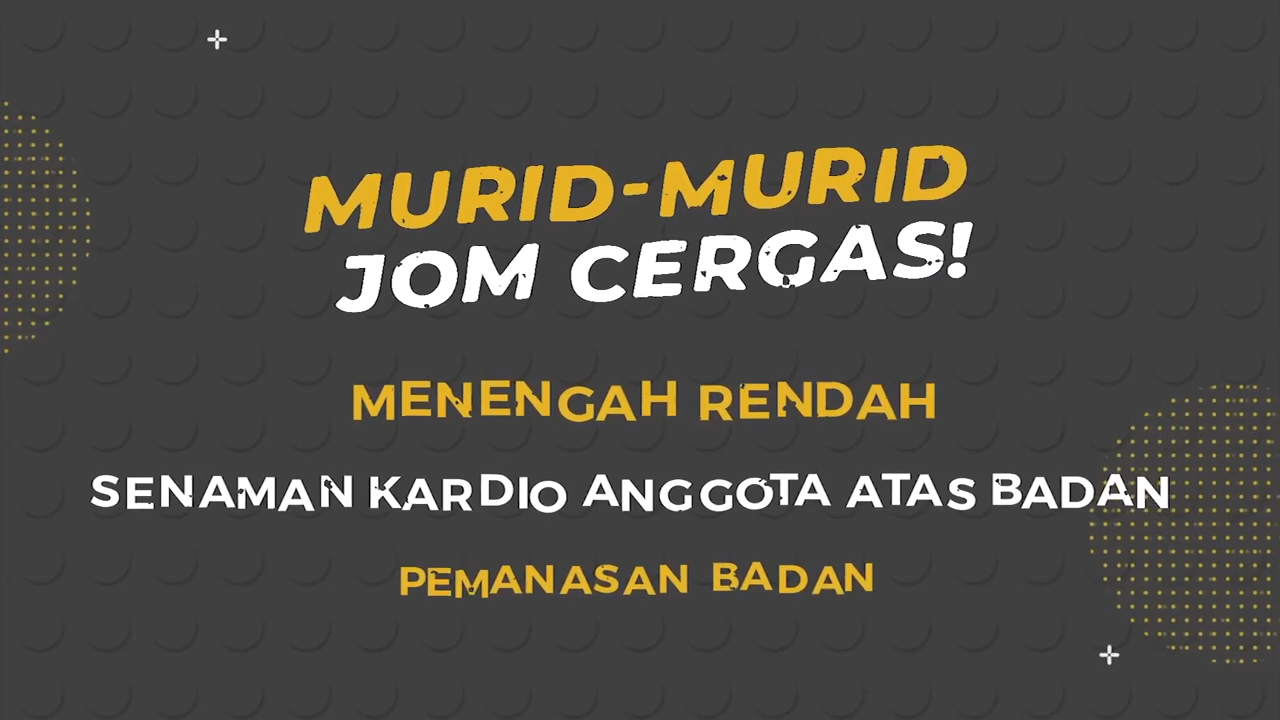 MURID-MURID
JOM CERGAS!
MENENGAH RENDAH
SENAMAN KARDIO ANGGOTA ATAS BADAN
PEMANASAN BADAN